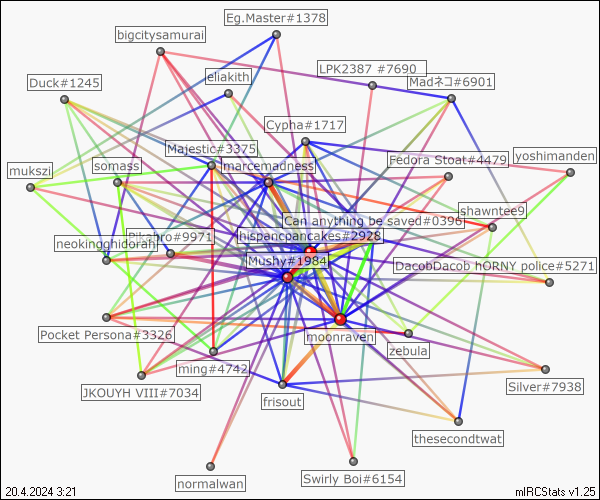 Eg.Master#1378
bigcitysamurai
LPK2387 #7690
eliakith
Duck#1245
Madネコ#6901
Cypha#1717
Majestic#3375
Fedora Stoat#4479
yoshimanden
mukszi
somass
marcemadness
shawntee9
Can anything be saved#0396
Pikahro#9971
hispancoancakes#2928
neokingghidorah
Mushy#1984
DacobDacob hORNY police#5271
Pocket Persona#3326
moonraven
zebula
ming#4742
JKOUYH VIII#7034
frisout
Silver#7938
thesecondtwat
normalwan
Swirly Boi#6154
20.4.2024 3:21
mIRCStats v1.25